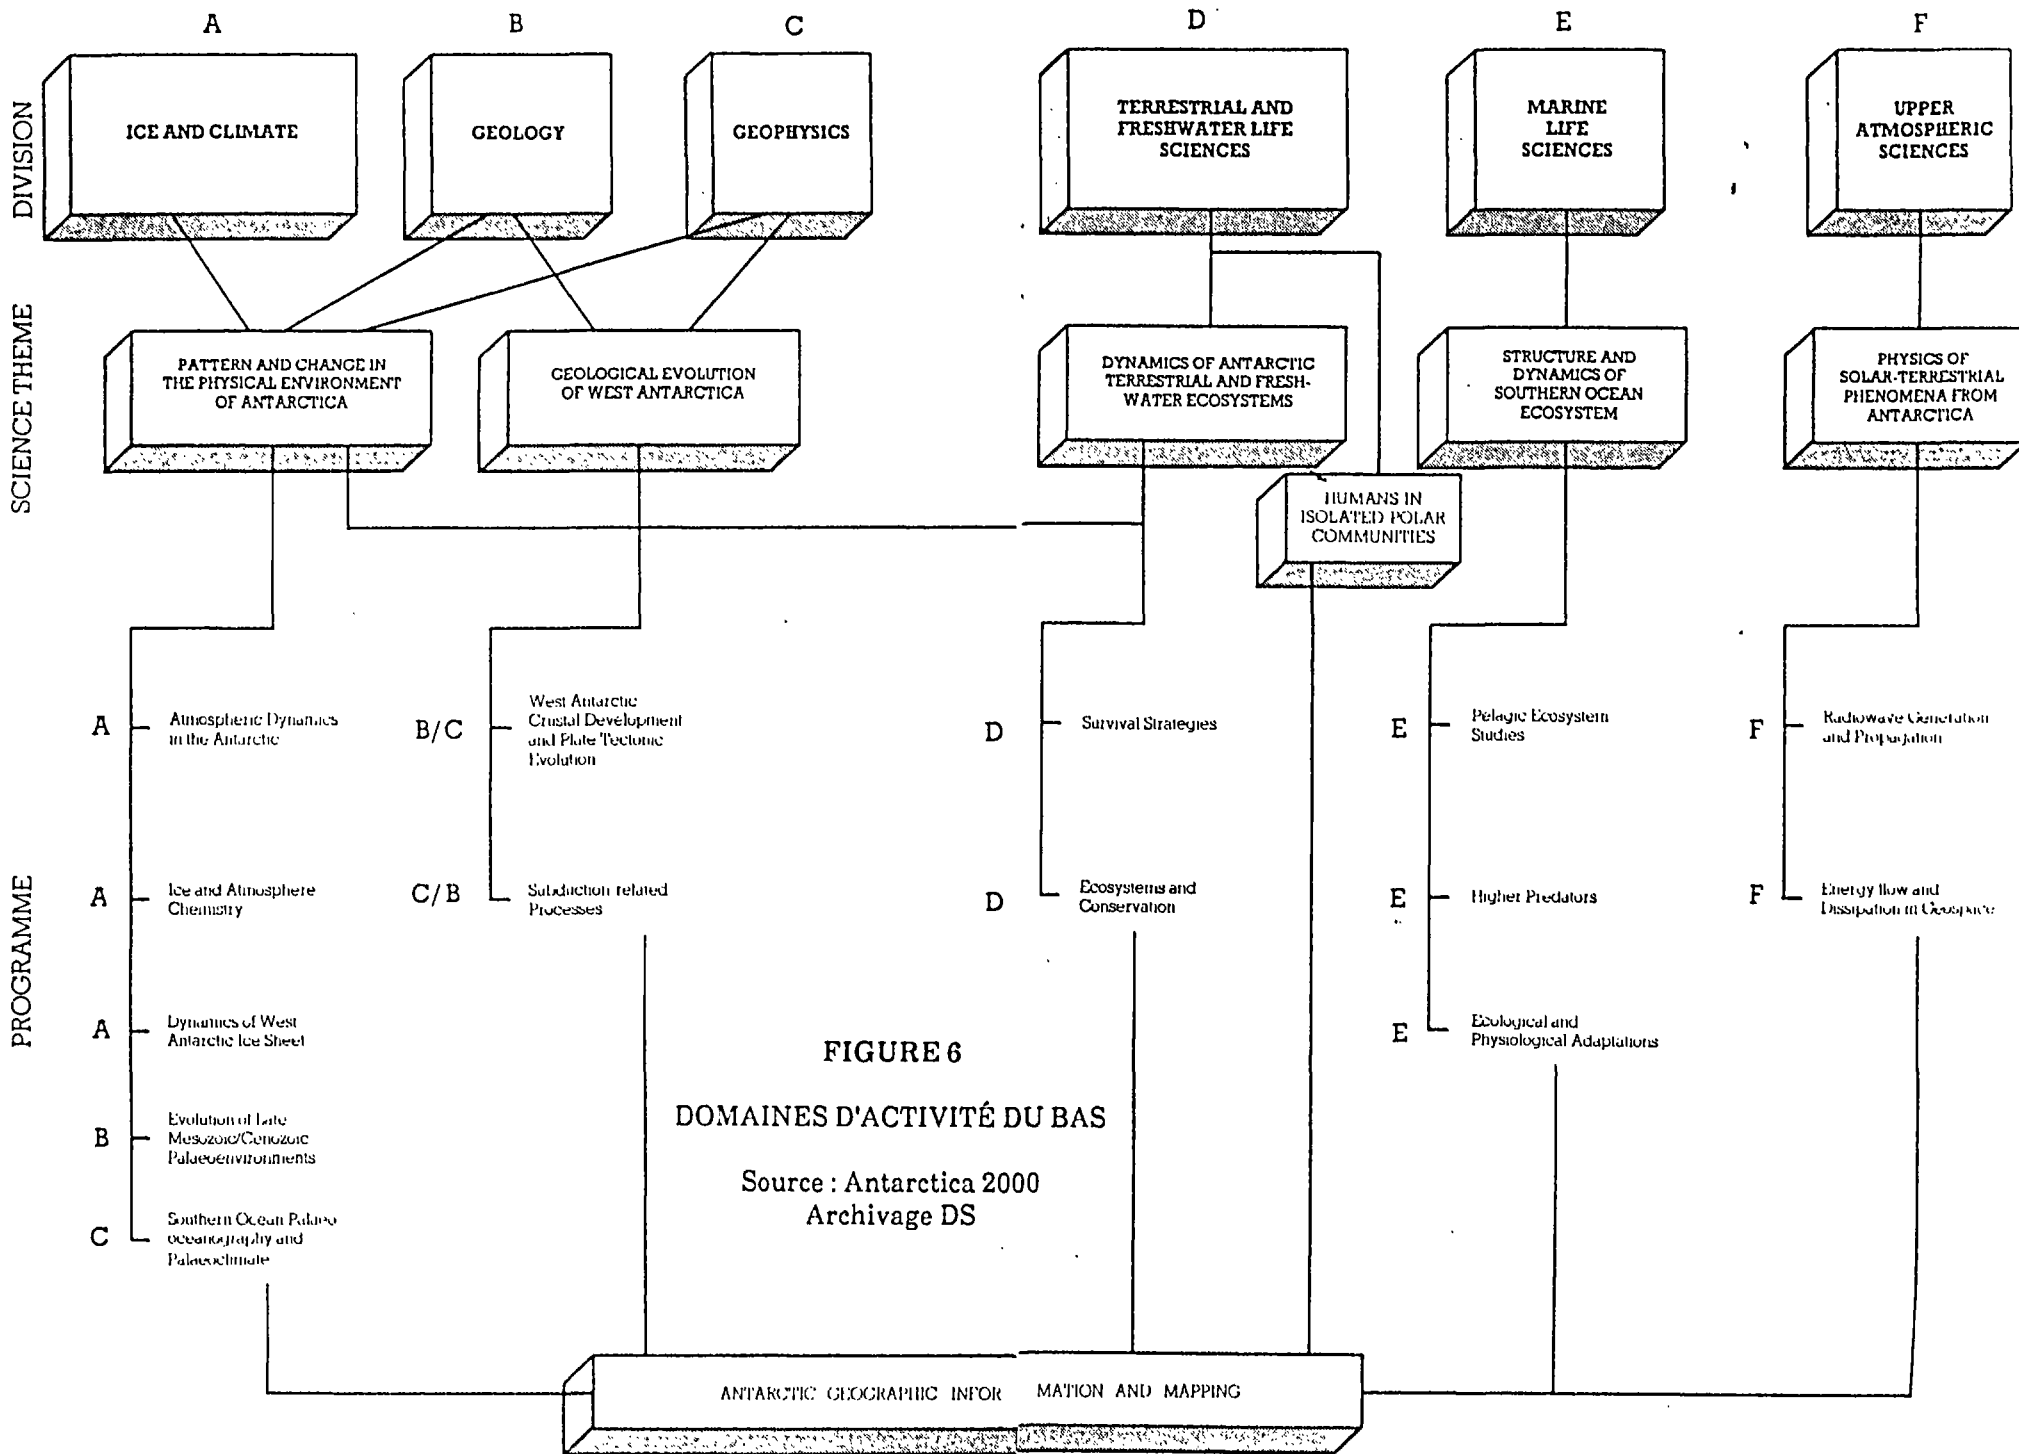 A
B
C
D
E
F
DIVISION
ICE AND CLIMATE
GEOLOGY
GEOPHYSICS
TERRESTRIAL AND
FRESHWATER LIFE
SCIENCES
MARINE
LIFE
SCIENCES
UPPER
ATMOSPHERIC
SCIENCES
SCIENCE THEME
PATTERN AND CHANGE IN
THE PHYSICAL ENVIRONMENT
OF ANTARCTICA
GEOLOGICAL EVOLUTION
OF WEST ANTARCTICA
DYNAMICS OF ANTARCTIC
TERRESTRIAL AND FRESH-
WATER ECOSYSTEMS
STRUCTURE AND
DYNAMICS OF
SOUTHERN OCEAN
ECOSYSTEM
PHYSICS OF
SOLAR-TERRESTRIAL
PHENOMENA FROM
ANTARCTICA
HUMANS IN
ISOLATED POLAR
COMMUNITIES
PROGRAMME
A
Atmospheric Dynamics
in the Antarctic
A
Ice and Atmosphere
Chemistry
A
Dynamics of West
Antarctic Ice Sheet
B
Evolution of Late
Mesozoic/Cenozoic
Palaeoenvironments
C
Southern Ocean Palaeo
oceanography and
Palaeoclimate
B/C
West Antarctic
Crustal Development
and Plate Tectonic
Evolution
C/B
Subduction-related
Processes
D
Survival Strategies
D
Ecosystems and
Conservation
E
Pelagic Ecosystem
Studies
E
Higher Predators
E
Ecological and
Physiological Adaptations
F
Radiowave Generation
and Propagation
F
Energy flow and
Dissipation in Geospace
FIGURE 6
DOMAINES D'ACTIVITÉ DU BAS
Source : Antarctica 2000
Archivage DS
ANTARCTIC GEOGRAPHIC INFOR MATION AND MAPPING